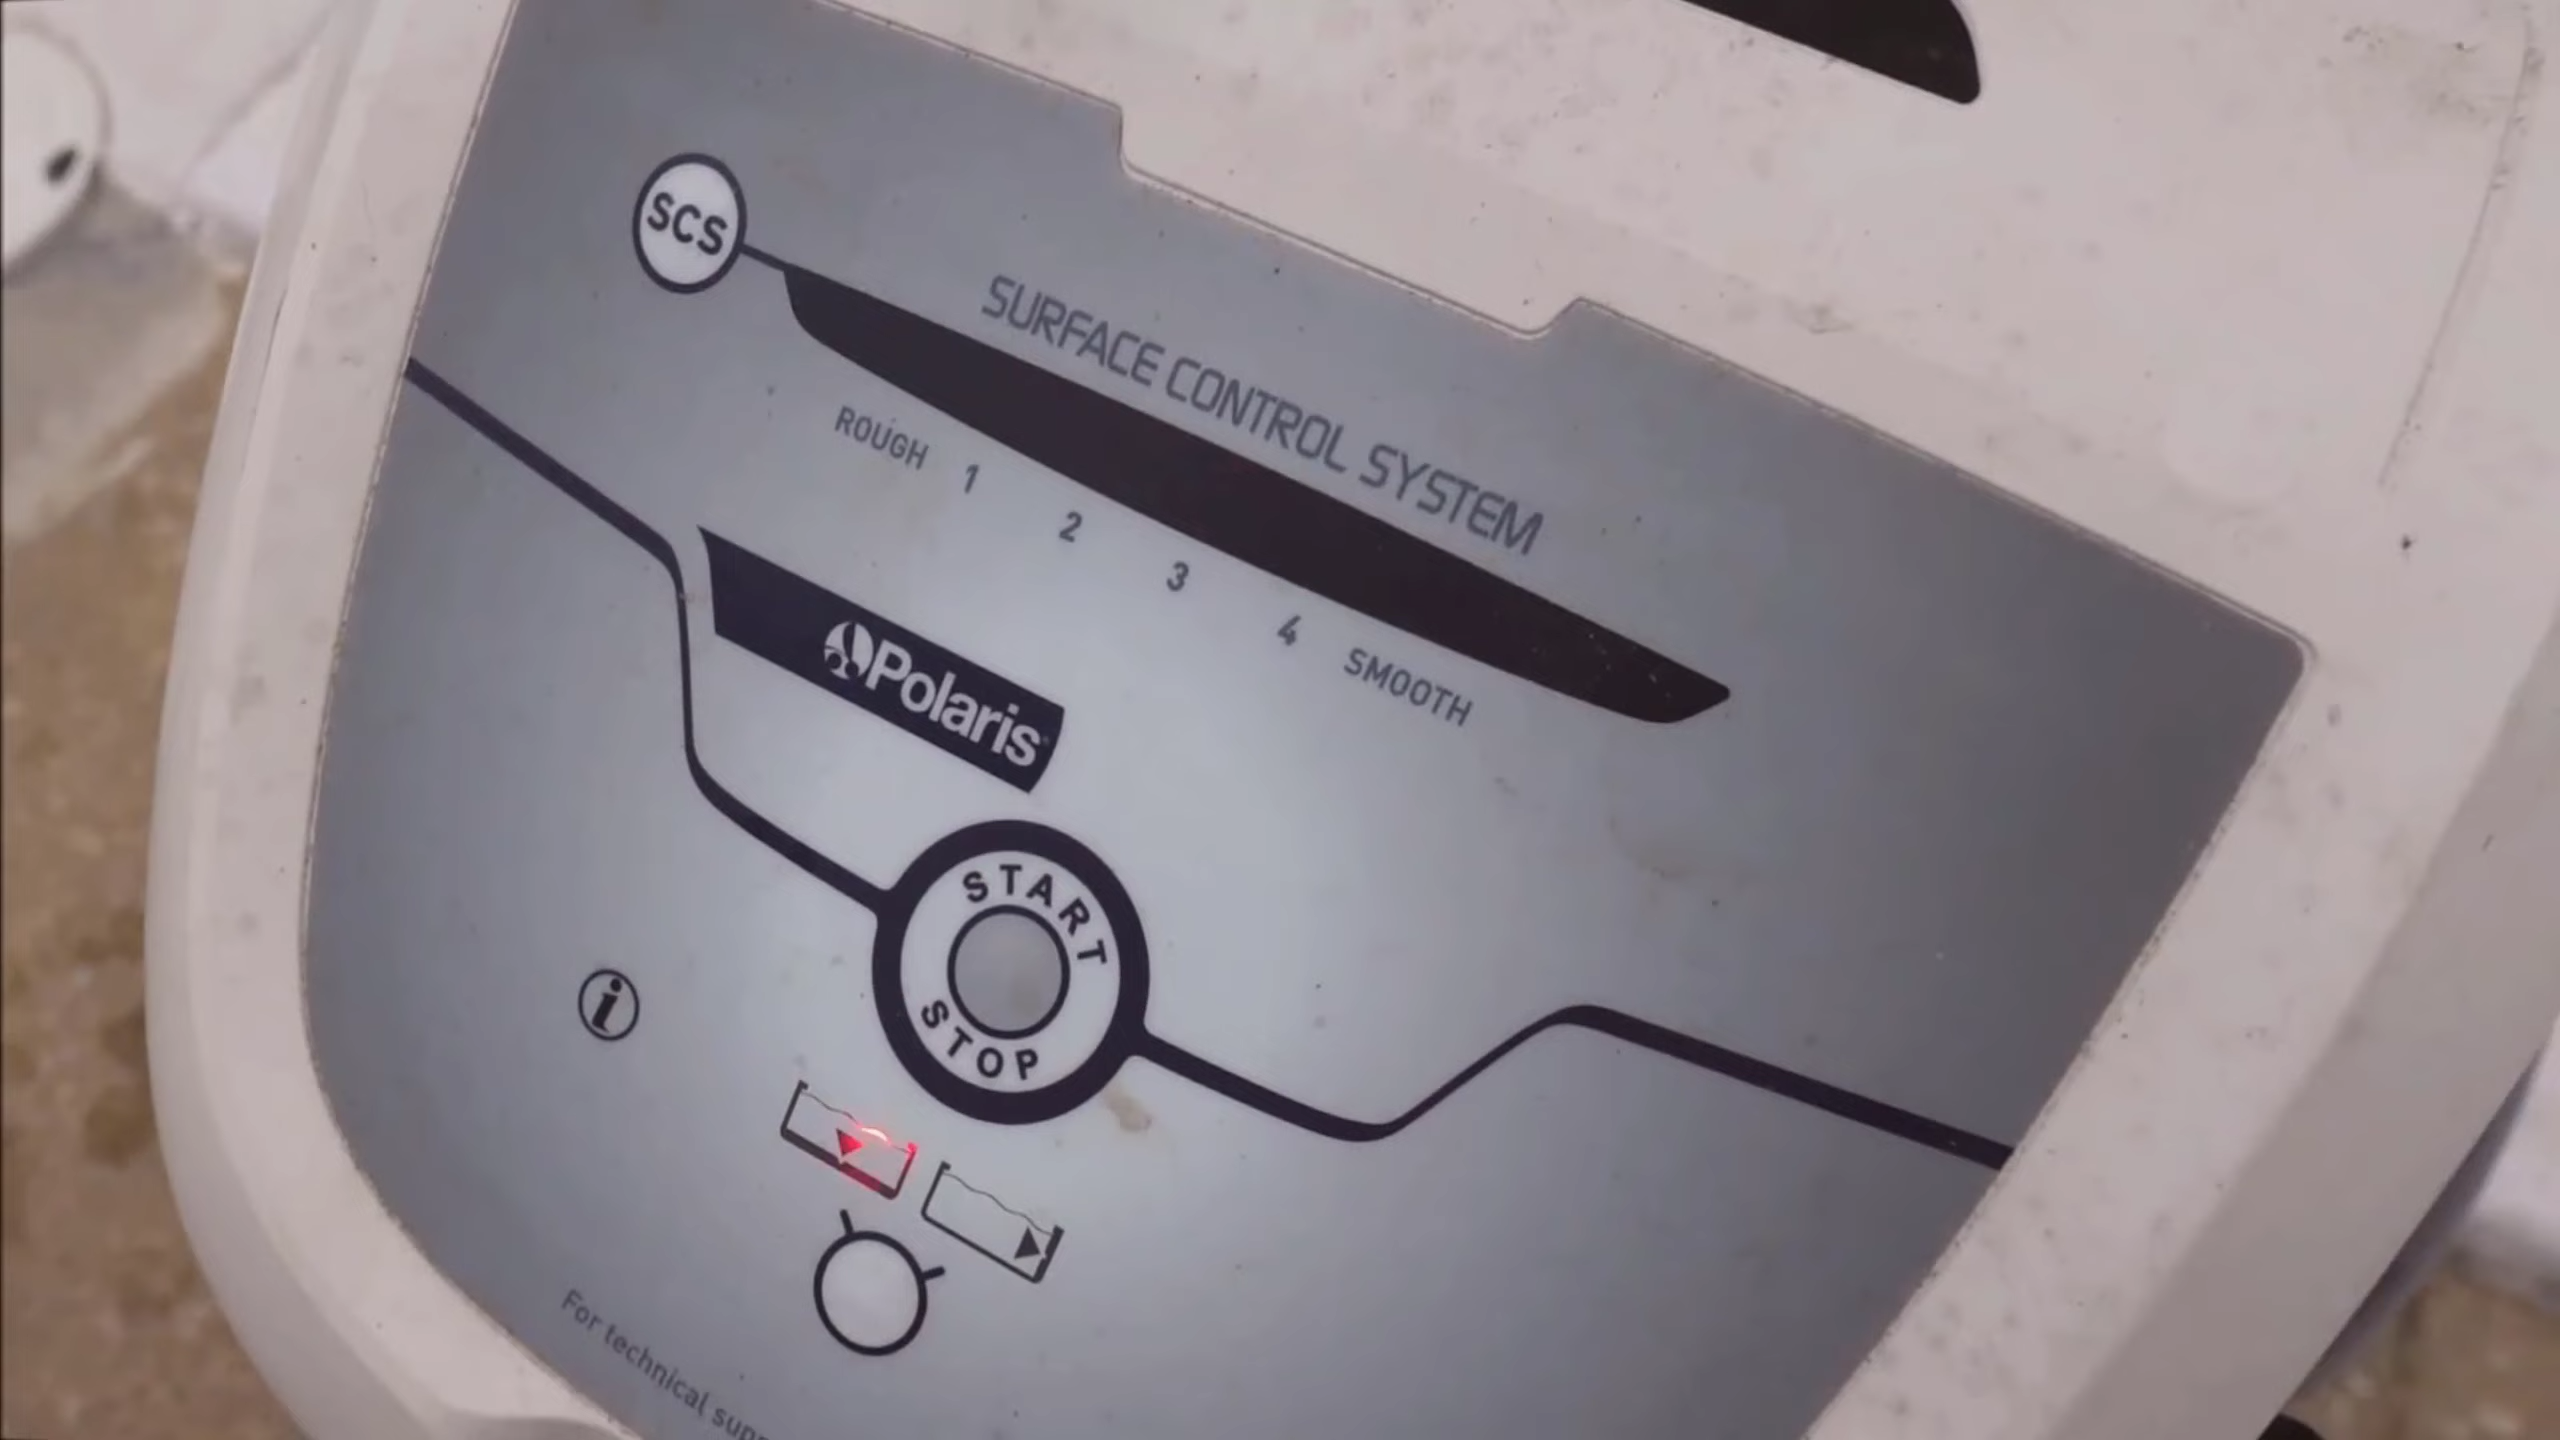 SCS
SURFACE CONTROL SYSTEM
ROUGH 1 2 3 4 SMOOTH
Polaris
START
STOP
i
For technical